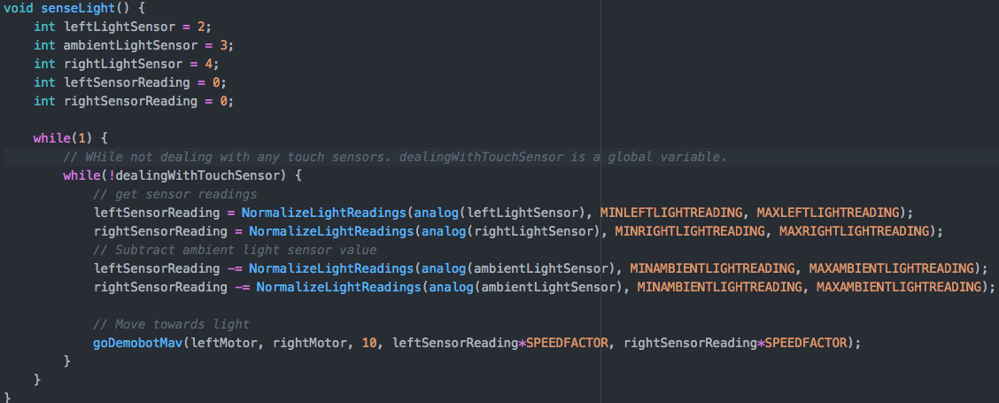 void senseLight() {
    int leftLightSensor = 2;
    int ambientLightSensor = 3;
    int rightLightSensor = 4;
    int leftSensorReading = 0;
    int rightSensorReading = 0;

    while(1) {
        // WHile not dealing with any touch sensors. dealingWithTouchSensor is a global variable.
        while(!dealingWithTouchSensor) {
            // get sensor readings
            leftSensorReading = NormalizeLightReadings(analog(leftLightSensor), MINLEFTLIGHTREADING, MAXLEFTLIGHTREADING);
            rightSensorReading = NormalizeLightReadings(analog(rightLightSensor), MINRIGHTLIGHTREADING, MAXRIGHTLIGHTREADING);
            // Subtract ambient light sensor value
            leftSensorReading -= NormalizeLightReadings(analog(ambientLightSensor), MINAMBIENTLIGHTREADING, MAXAMBIENTLIGHTREADING);
            rightSensorReading -= NormalizeLightReadings(analog(ambientLightSensor), MINAMBIENTLIGHTREADING, MAXAMBIENTLIGHTREADING);

            // Move towards light
            goDemobotMav(leftMotor, rightMotor, 10, leftSensorReading*SPEEDFACTOR, rightSensorReading*SPEEDFACTOR);
        }
    }
}